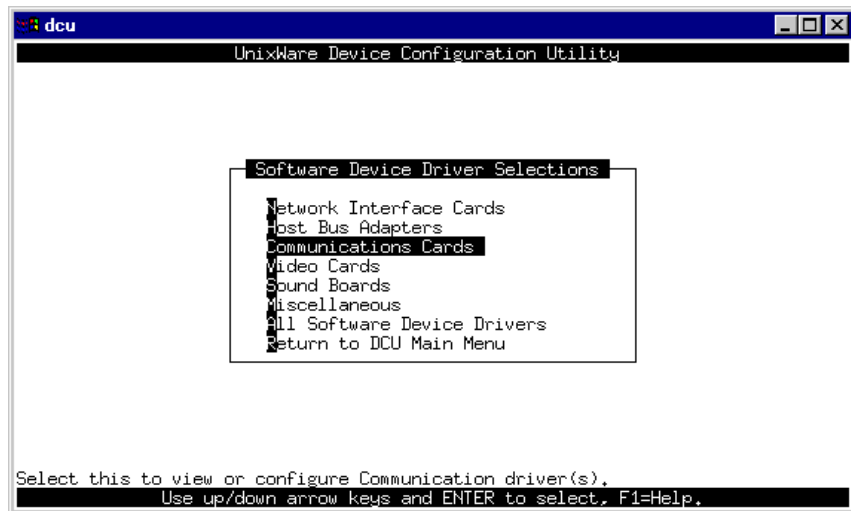 dcu
UnixWare Device Configuration Utility
Software Device Driver Selections
Network Interface Cards
Host Bus Adapters
Communications Cards
Video Cards
Sound Boards
Miscellaneous
All Software Device Drivers
Return to DCU Main Menu
Select this to view or configure Communication driver(s).
Use up/down arrow keys and ENTER to select, F1=Help.